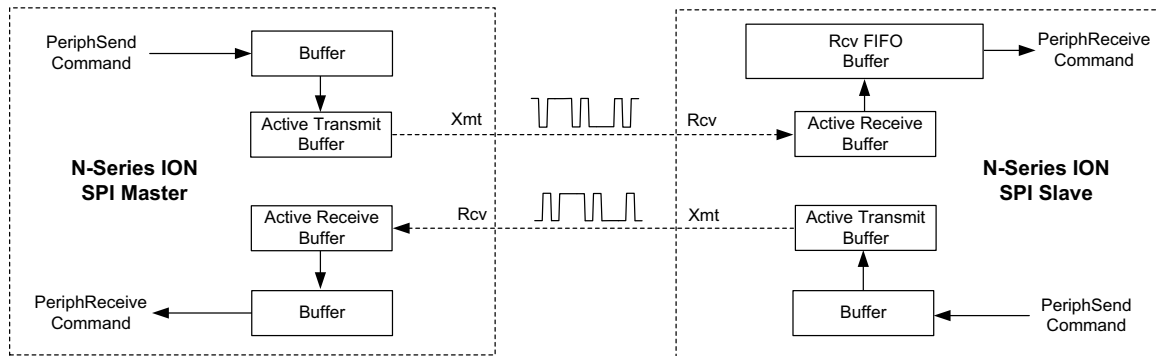 PeriphSend
Command
Buffer
Active Transmit
Buffer
Xmt
N-Series ION
SPI Master
Active Receive
Buffer
Rcv
PeriphReceive
Command
Buffer
Rcv FIFO
Buffer
PeriphReceive
Command
Rcv
Active Receive
Buffer
N-Series ION
SPI Slave
Xmt
Active Transmit
Buffer
Buffer
PeriphSend
Command